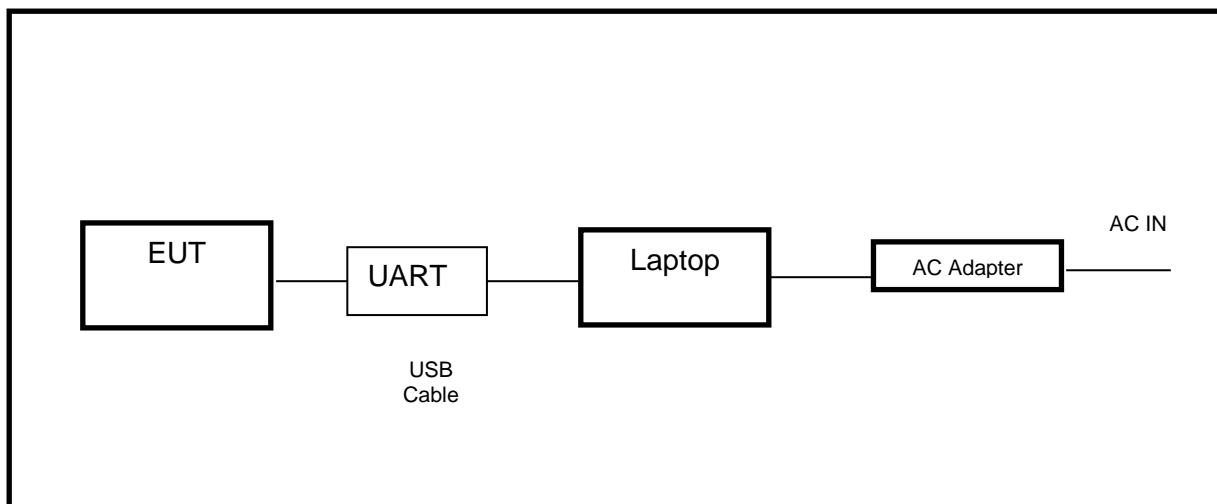 EUT
UART
Laptop
AC Adapter
AC IN
USB
Cable